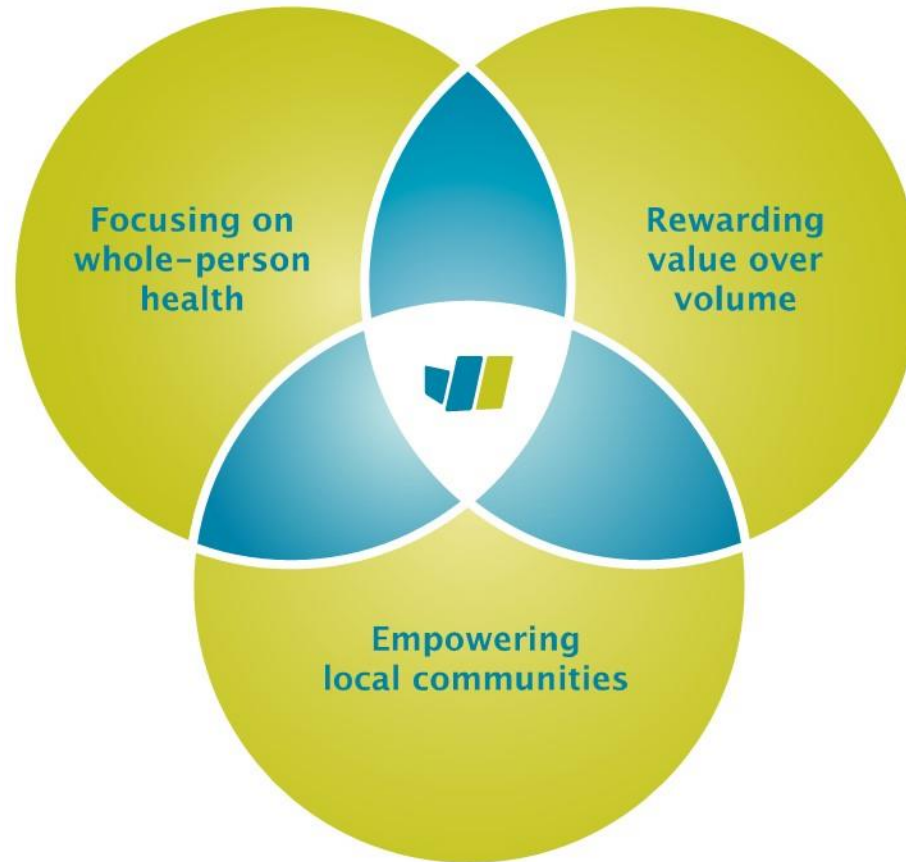 Focusing on
whole-person
health
Rewarding
value over
volume
Empowering
local communities